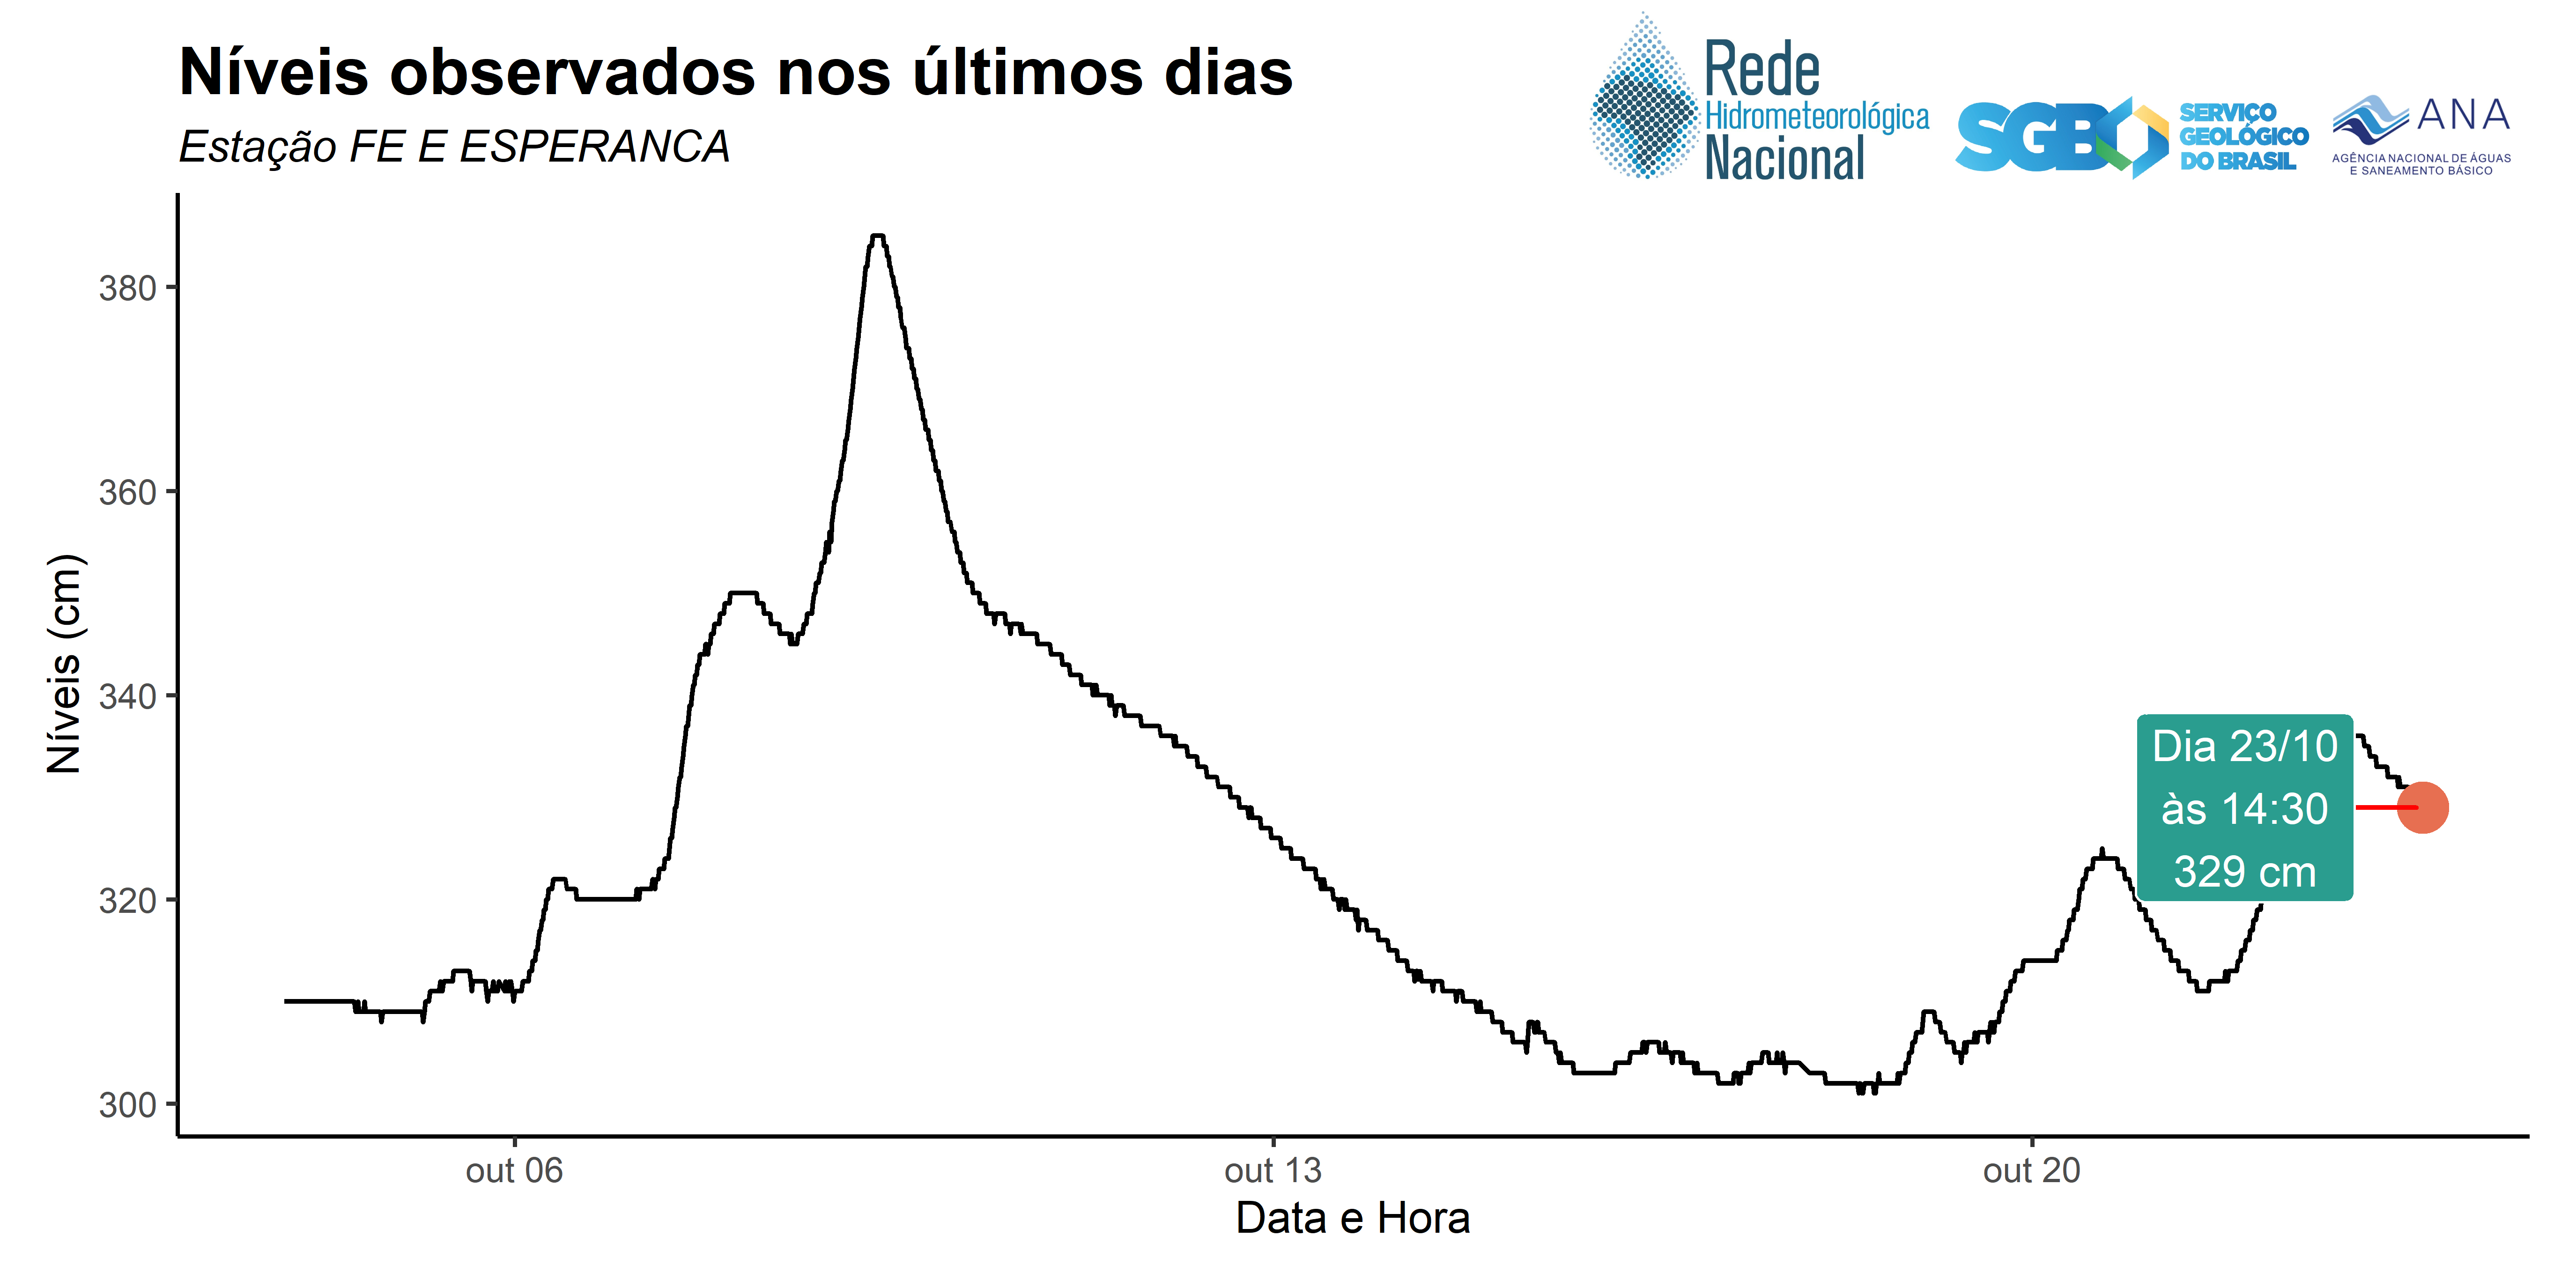 Níveis observados nos últimos dias
Estação FE E ESPERANCA
Rede
Hidrometeorológica
Nacional
SGB
SERVIÇO
GEOLÓGICO
DO BRASIL
ANA
AGÊNCIA NACIONAL DE ÁGUAS
E SANEAMENTO BÁSICO
Níveis (cm)
380
360
340
320
300
Dia 23/10
às 14:30
329 cm
out 06
out 13
out 20
Data e Hora